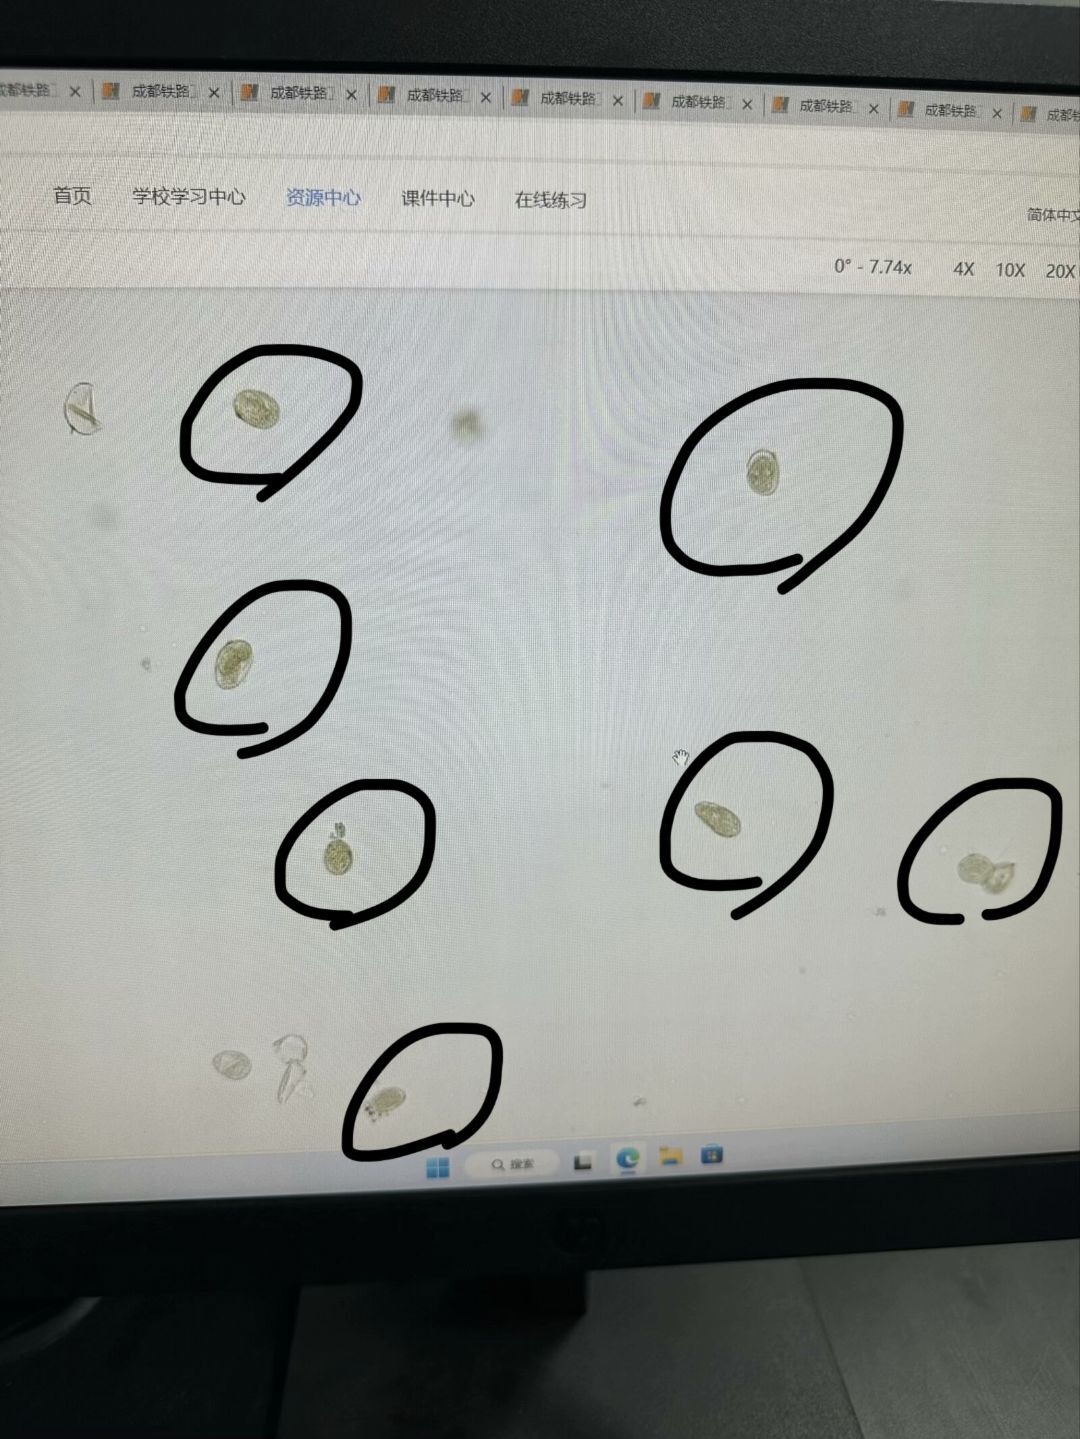 成都铁路 成都铁路 成都铁路 成都铁路 成都铁路 成都铁路 成都铁路 成都铁路
首页 学校学习中心 资源中心 课件中心 在线练习
简体中文
0° - 7.74x 4X 10X 20X
搜索